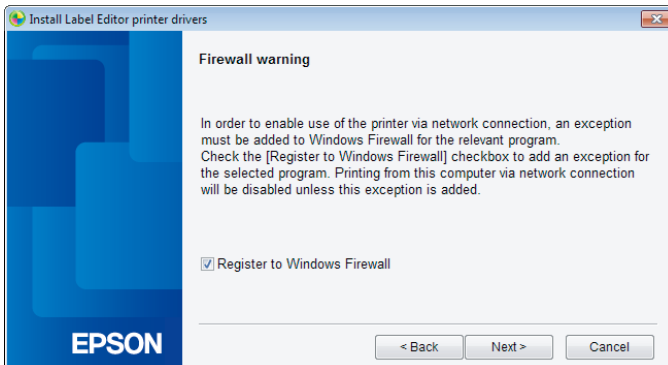 Install Label Editor printer drivers
Firewall warning
In order to enable use of the printer via network connection, an exception
must be added to Windows Firewall for the relevant program.
Check the [Register to Windows Firewall] checkbox to add an exception for
the selected program. Printing from this computer via network connection
will be disabled unless this exception is added.
Register to Windows Firewall
EPSON
< Back
Next >
Cancel